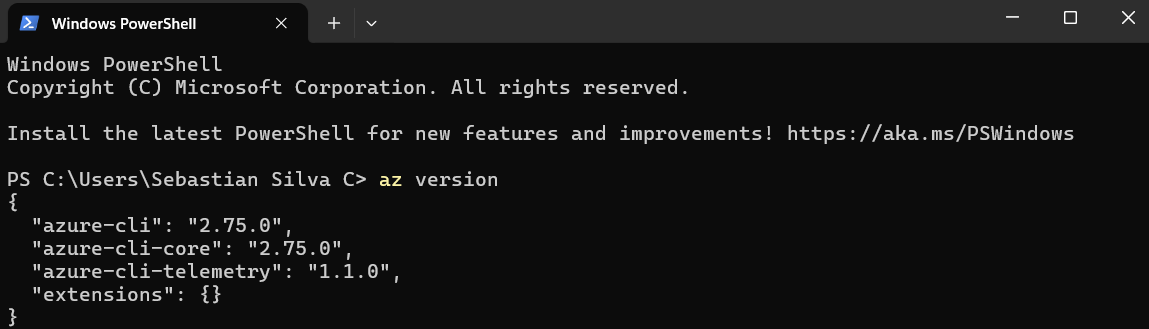 Windows PowerShell
Windows PowerShell
Copyright (C) Microsoft Corporation. All rights reserved.
Install the latest PowerShell for new features and improvements! https://aka.ms/PSWindows
PS C:\Users\Sebastian Silva C> az version
{
  "azure-cli": "2.75.0",
  "azure-cli-core": "2.75.0",
  "azure-cli-telemetry": "1.1.0",
  "extensions": {}
}